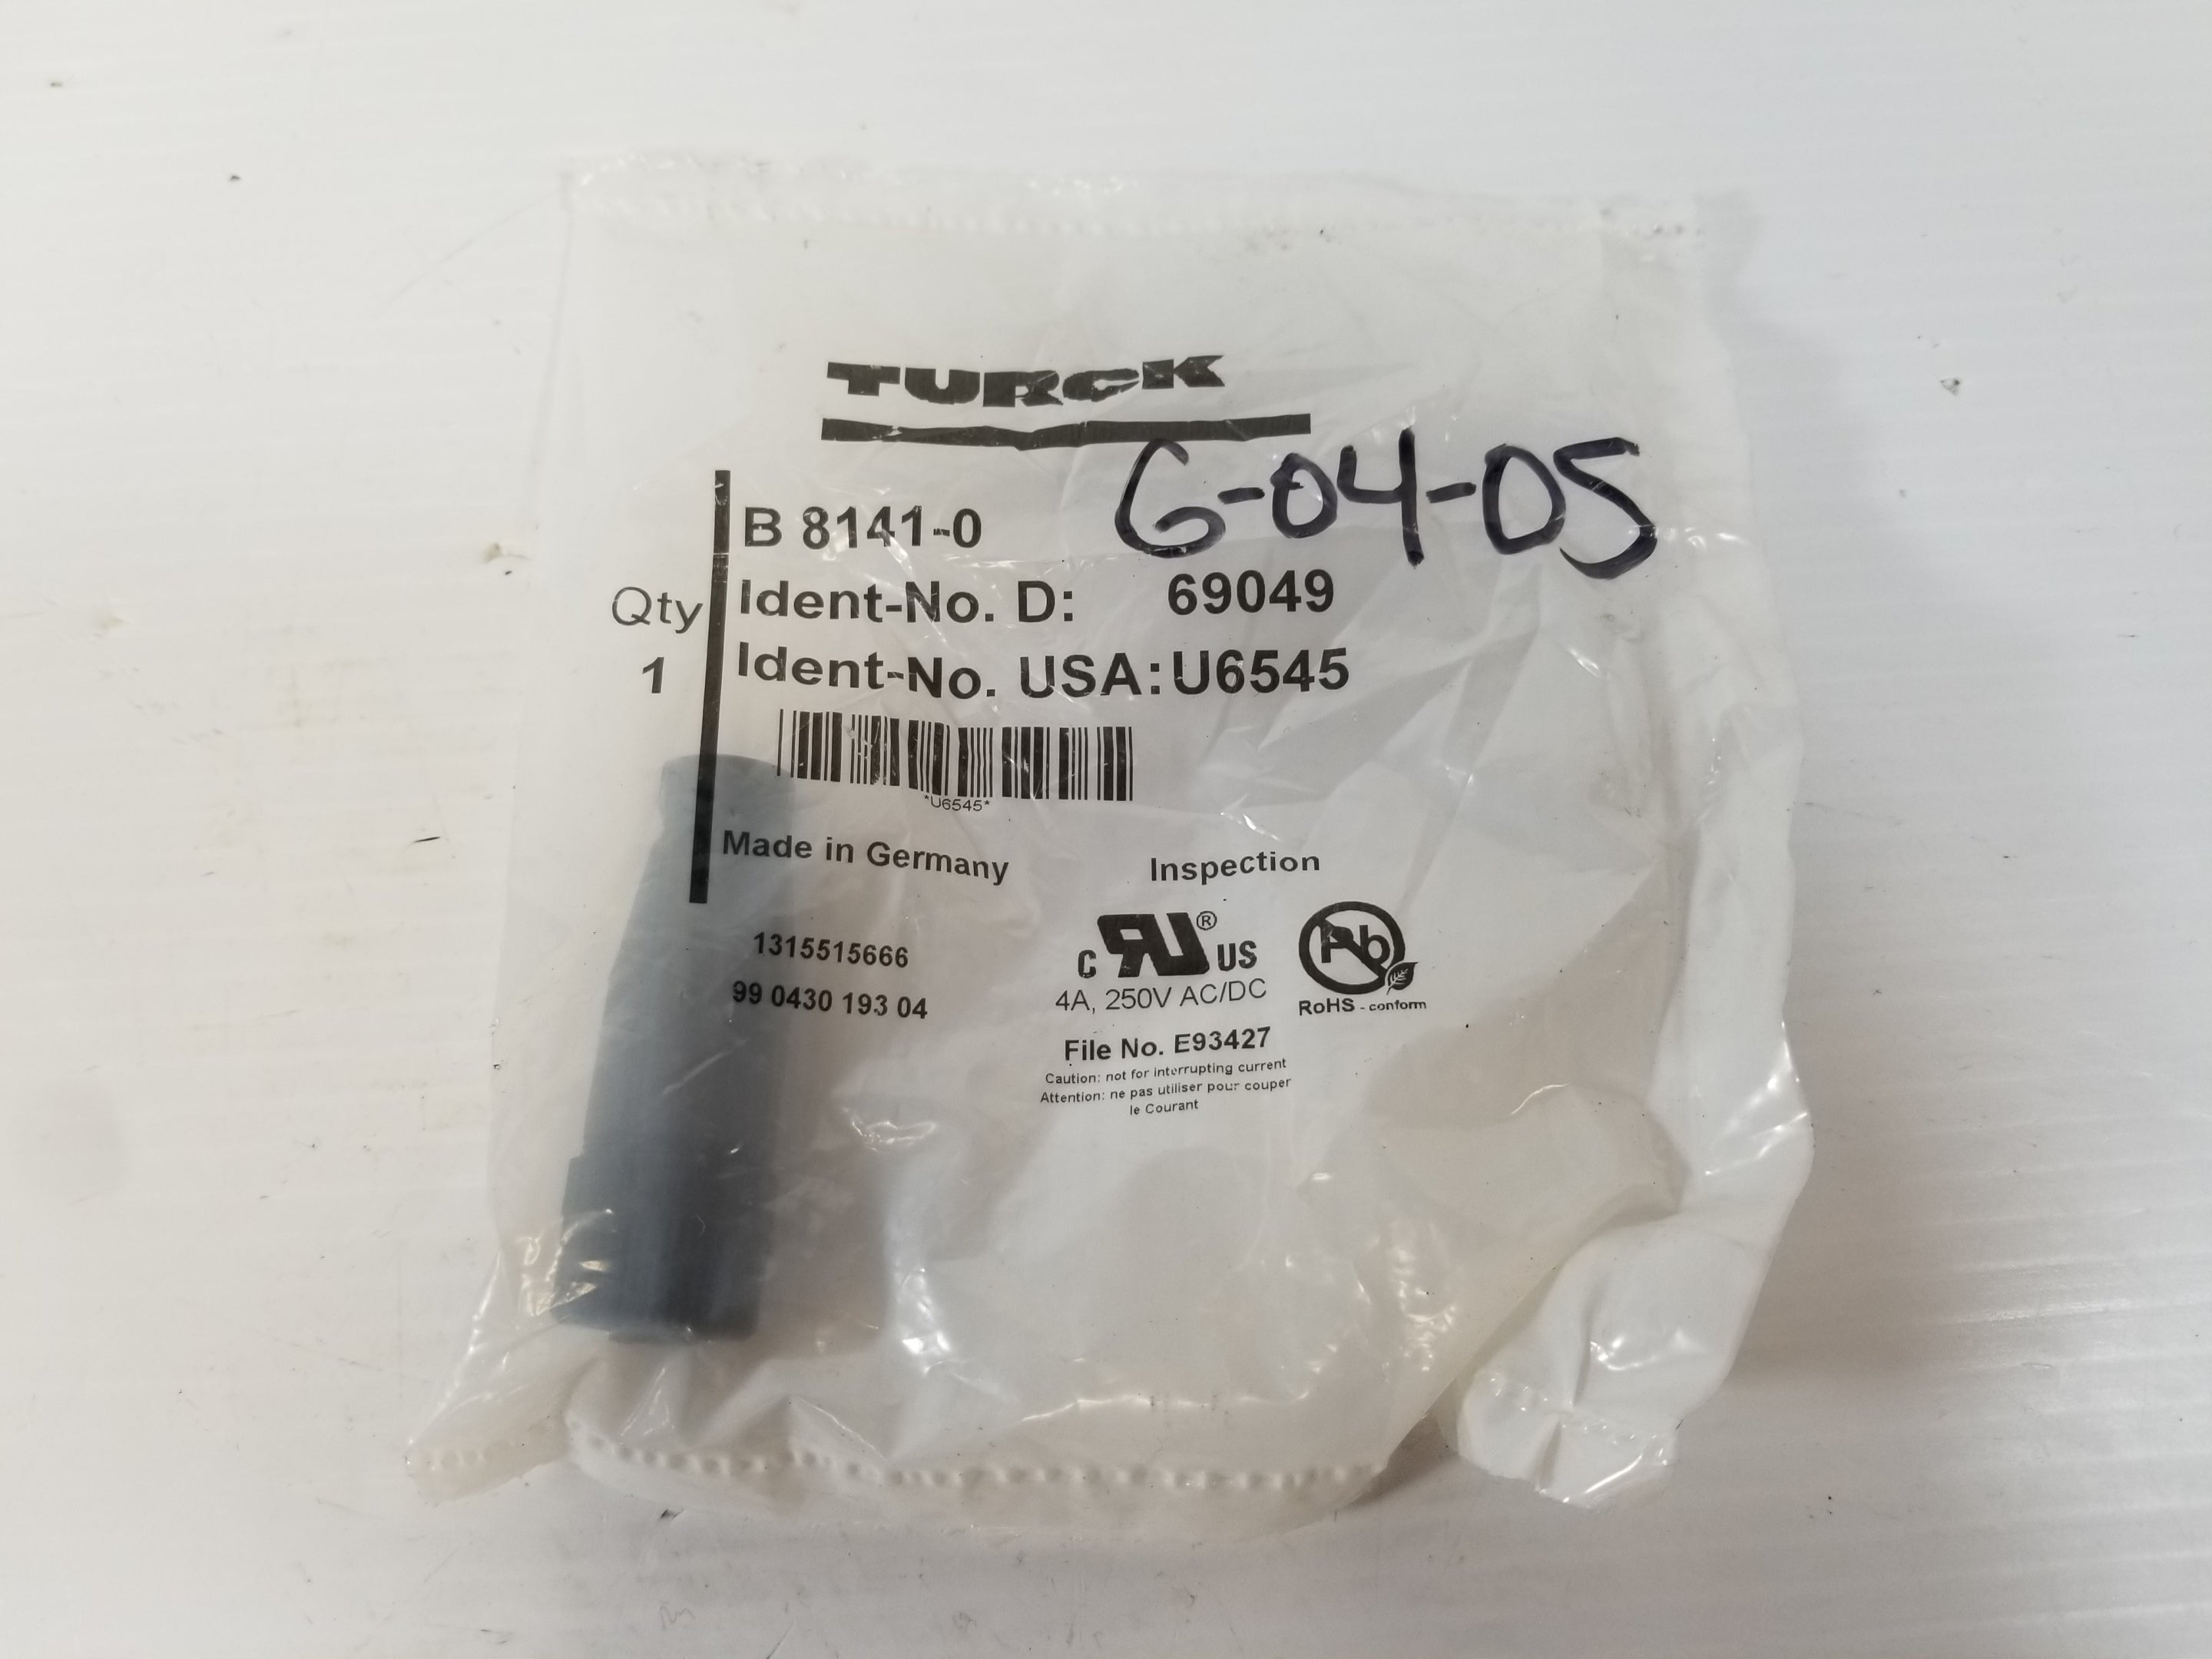 TURCK
G-04-05
B 8141-0
Qty
Ident-No. D: 69049
1
Ident-No. USA: U6545
*U6545*
Made in Germany
Inspection
1315515666
99 0430 193 04
c RU ® US
4A, 250V AC/DC
Pb
RoHS - conform
File No. E93427
Caution: not for interrupting current
Attention: ne pas utiliser pour couper
le Courant